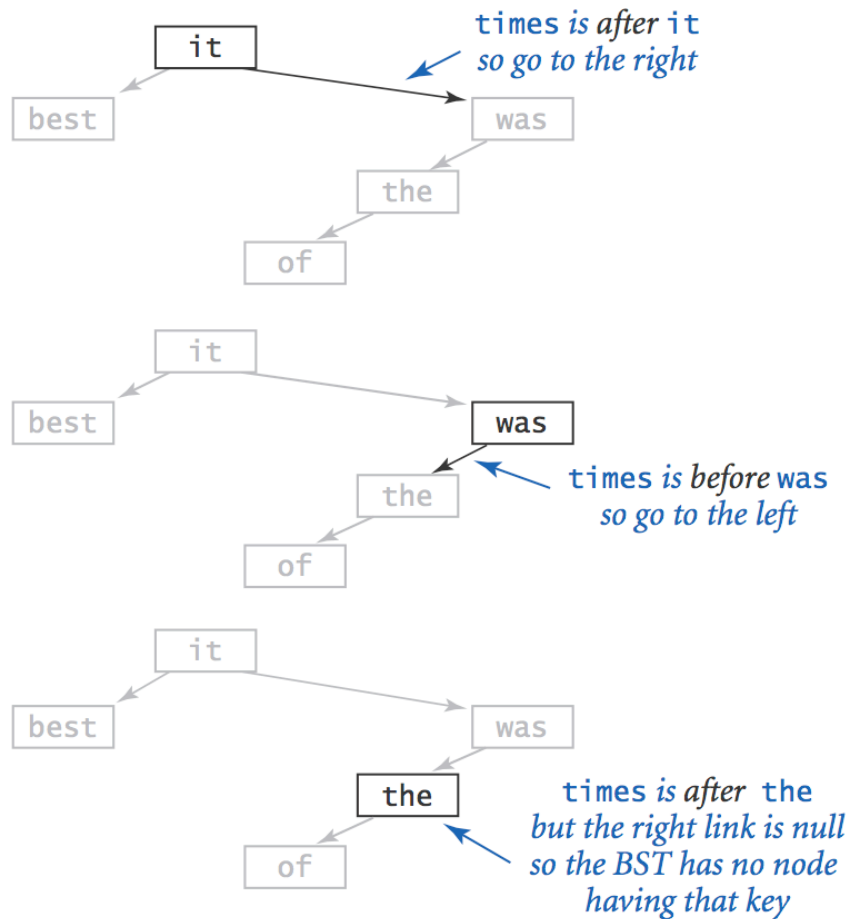 it
times is after it
so go to the right
best
was
the
of
it
best
was
the
times is before was
so go to the left
of
it
best
was
the
times is after the
but the right link is null
so the BST has no node
having that key
of